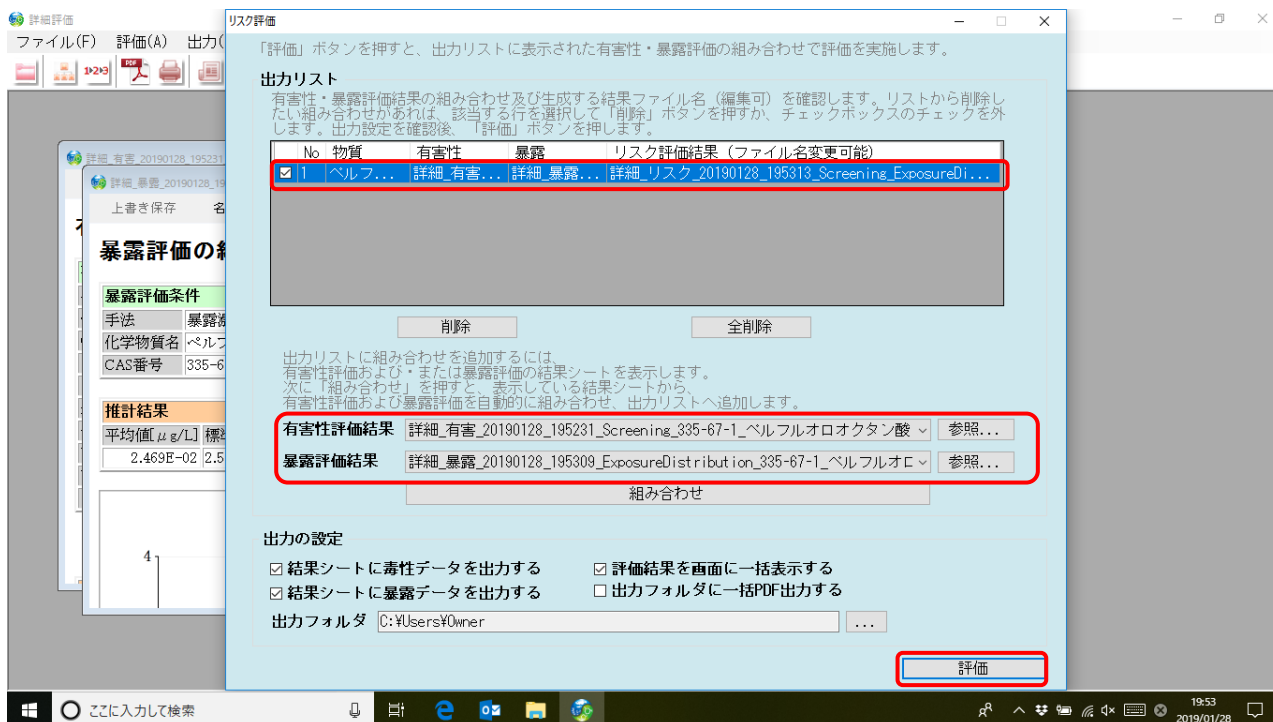 詳細評価
ファイル(F) 評価(A) 出力(
1▸2▸3 PDF
詳細_有害_20190128_195231
詳細_暴露_20190128_19
上書き保存 名
暴露評価の結
暴露評価条件
手法 暴露濃
化学物質名 ペルフ
CAS番号 335-6
推計結果
平均値[μg/L] 標準
2.469E-02 2.5
4
リスク評価
「評価」ボタンを押すと、出力リストに表示された有害性・暴露評価の組み合わせで評価を実施します。
出力リスト
有害性・暴露評価結果の組み合わせ及び生成する結果ファイル名（編集可）を確認します。リストから削除し
たい組み合わせがあれば、該当する行を選択して「削除」ボタンを押すか、チェックボックスのチェックを外
します。出力設定を確認後、「評価」ボタンを押します。
No 物質 有害性 暴露 リスク評価結果（ファイル名変更可能）
1 ペルフ... 詳細_有害... 詳細_暴露... 詳細_リスク_20190128_195313_Screening_ExposureDi...
削除 全削除
出力リストに組み合わせを追加するには、
有害性評価および・または暴露評価の結果シートを表示します。
次に「組み合わせ」を押すと、表示している結果シートから、
有害性評価および暴露評価を自動的に組み合わせ、出力リストへ追加します。
有害性評価結果 詳細_有害_20190128_195231_Screening_335-67-1_ペルフルオロオクタン酸 参照...
暴露評価結果 詳細_暴露_20190128_195309_ExposureDistribution_335-67-1_ペルフルオロ 参照...
組み合わせ
出力の設定
結果シートに毒性データを出力する 評価結果を画面に一括表示する
結果シートに暴露データを出力する 出力フォルダに一括PDF出力する
出力フォルダ C:¥Users¥Owner ...
評価
ここに入力して検索
19:53
2019/01/28